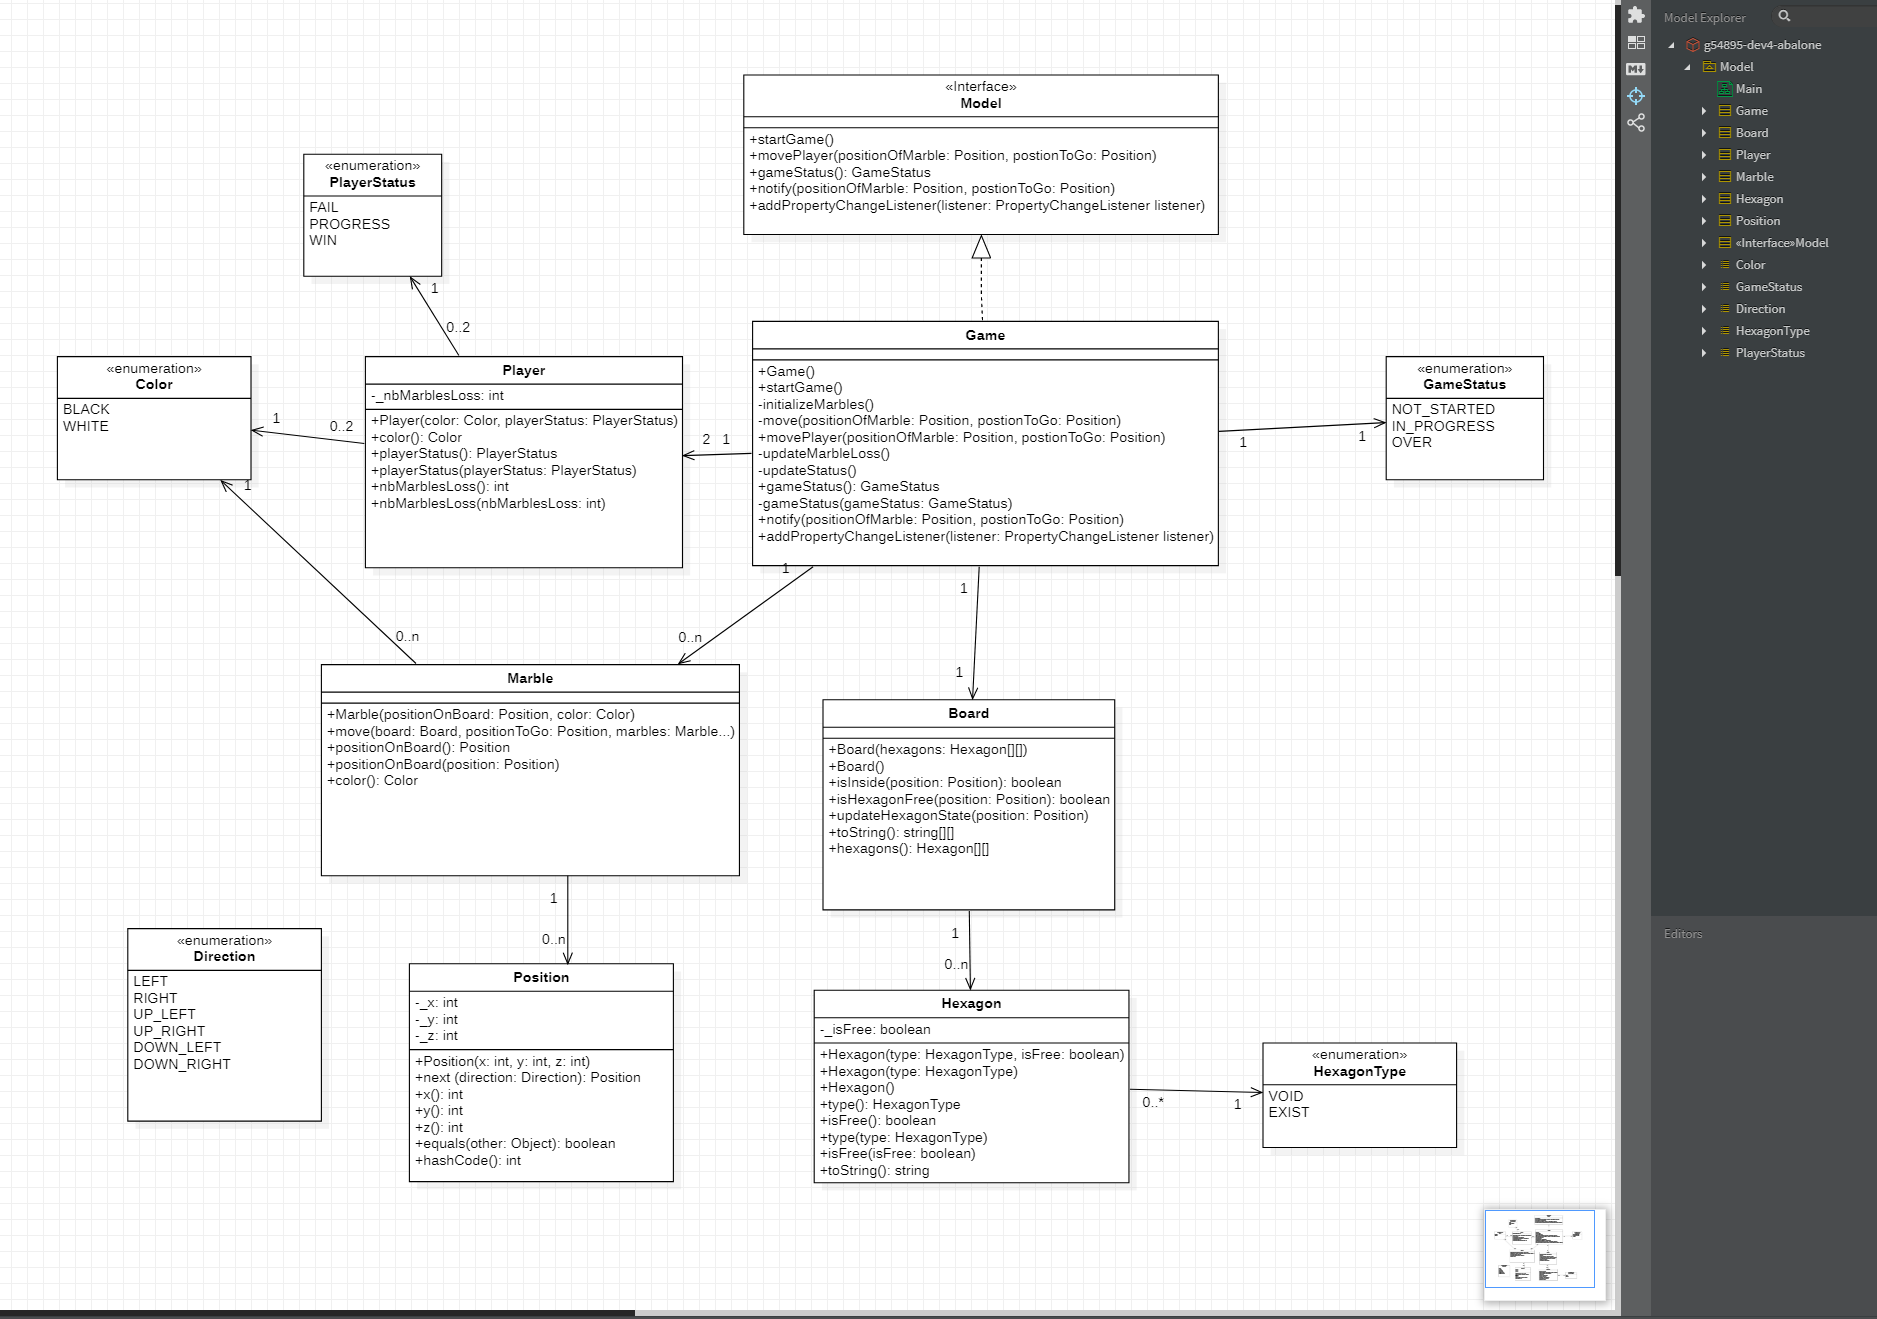 «Interface»
Model
+startGame()
+movePlayer(positionOfMarble: Position, postionToGo: Position)
+gameStatus(): GameStatus
+notify(positionOfMarble: Position, postionToGo: Position)
+addPropertyChangeListener(listener: PropertyChangeListener listener)
«enumeration»
PlayerStatus
FAIL
PROGRESS
WIN
1
0..2
«enumeration»
Color
BLACK
WHITE
1
0..2
1
Player
-_nbMarblesLoss: int
+Player(color: Color, playerStatus: PlayerStatus)
+color(): Color
+playerStatus(): PlayerStatus
+playerStatus(playerStatus: PlayerStatus)
+nbMarblesLoss(): int
+nbMarblesLoss(nbMarblesLoss: int)
2 1
Game
+Game()
+startGame()
-initializeMarbles()
-move(positionOfMarble: Position, postionToGo: Position)
+movePlayer(positionOfMarble: Position, postionToGo: Position)
-updateMarbleLoss()
-updateStatus()
+gameStatus(): GameStatus
-gameStatus(gameStatus: GameStatus)
+notify(positionOfMarble: Position, postionToGo: Position)
+addPropertyChangeListener(listener: PropertyChangeListener listener)
1
1
«enumeration»
GameStatus
NOT_STARTED
IN_PROGRESS
OVER
1
1
0..n
0..n
1
Marble
+Marble(positionOnBoard: Position, color: Color)
+move(board: Board, positionToGo: Position, marbles: Marble...)
+positionOnBoard(): Position
+positionOnBoard(position: Position)
+color(): Color
Board
+Board(hexagons: Hexagon[][])
+Board()
+isInside(position: Position): boolean
+isHexagonFree(position: Position): boolean
+updateHexagonState(position: Position)
+toString(): string[][]
+hexagons(): Hexagon[][]
1
0..n
1
0..n
«enumeration»
Direction
LEFT
RIGHT
UP_LEFT
UP_RIGHT
DOWN_LEFT
DOWN_RIGHT
Position
-_x: int
-_y: int
-_z: int
+Position(x: int, y: int, z: int)
+next (direction: Direction): Position
+x(): int
+y(): int
+z(): int
+equals(other: Object): boolean
+hashCode(): int
Hexagon
-_isFree: boolean
+Hexagon(type: HexagonType, isFree: boolean)
+Hexagon(type: HexagonType)
+Hexagon()
+type(): HexagonType
+isFree(): boolean
+type(type: HexagonType)
+isFree(isFree: boolean)
+toString(): string
0..*
1
«enumeration»
HexagonType
VOID
EXIST
Model Explorer
g54895-dev4-abalone
Model
Main
Game
Board
Player
Marble
Hexagon
Position
«Interface»Model
Color
GameStatus
Direction
HexagonType
PlayerStatus
Editors